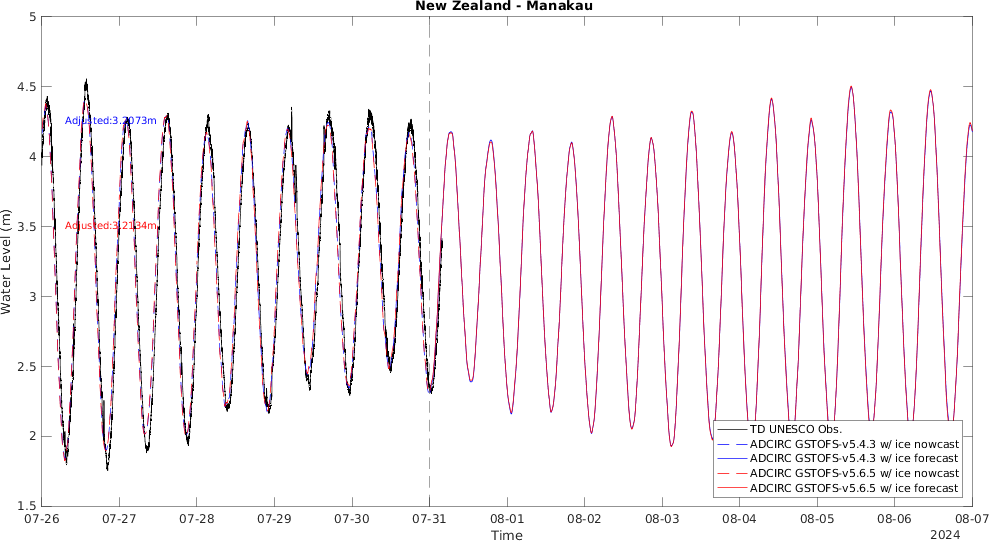 New Zealand - Manakau
Water Level (m)
5
4.5
4
3.5
3
2.5
2
1.5
Adjusted:3.2073m
Adjusted:3.2134m
TD UNESCO Obs.
ADCIRC GSTOFS-v5.4.3 w/ ice nowcast
ADCIRC GSTOFS-v5.4.3 w/ ice forecast
ADCIRC GSTOFS-v5.6.5 w/ ice nowcast
ADCIRC GSTOFS-v5.6.5 w/ ice forecast
07-26 07-27 07-28 07-29 07-30 07-31 08-01 08-02 08-03 08-04 08-05 08-06 08-07
Time
2024